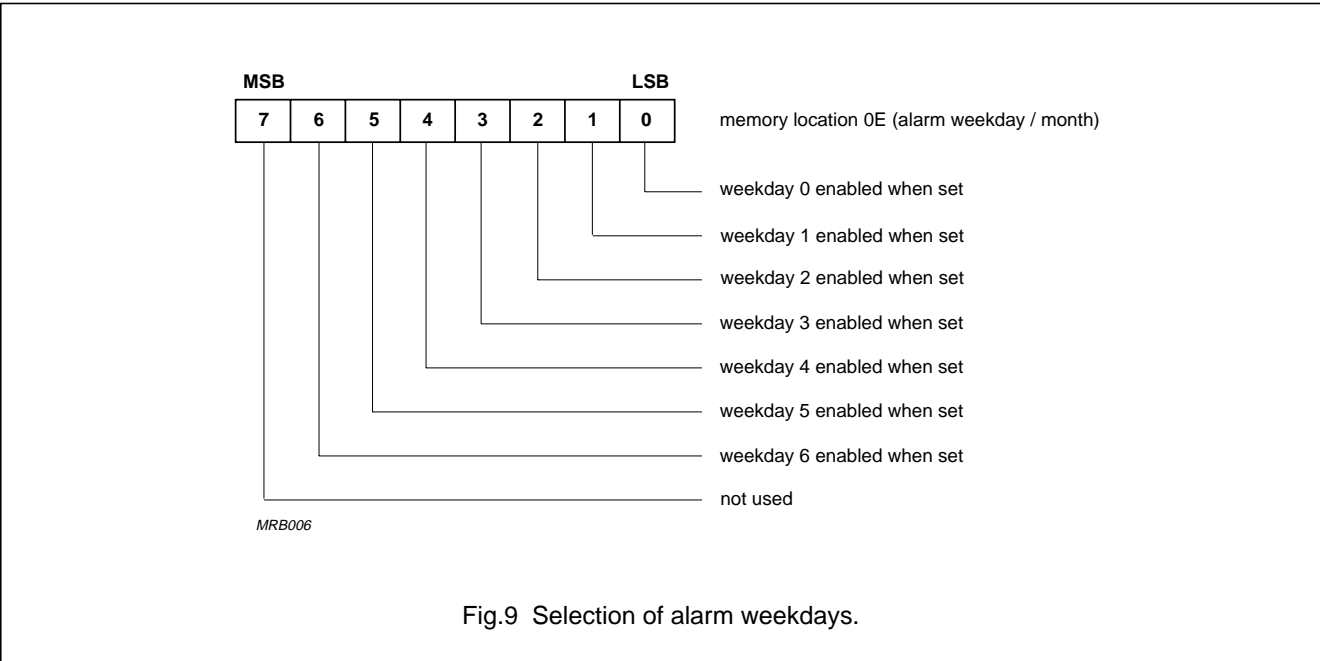 MSB LSB
7 6 5 4 3 2 1 0 memory location 0E (alarm weekday / month)
weekday 0 enabled when set
weekday 1 enabled when set
weekday 2 enabled when set
weekday 3 enabled when set
weekday 4 enabled when set
weekday 5 enabled when set
weekday 6 enabled when set
not used
MRB006
Fig.9 Selection of alarm weekdays.